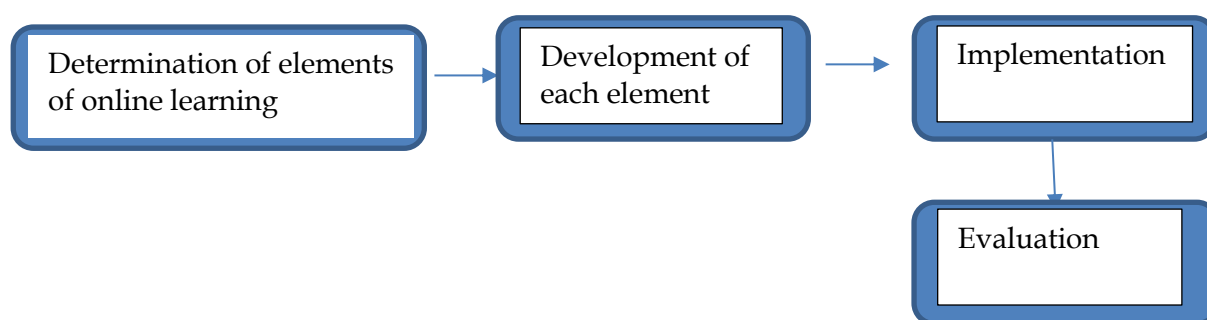 Determination of elements
of online learning
Development of
each element
Implementation
Evaluation